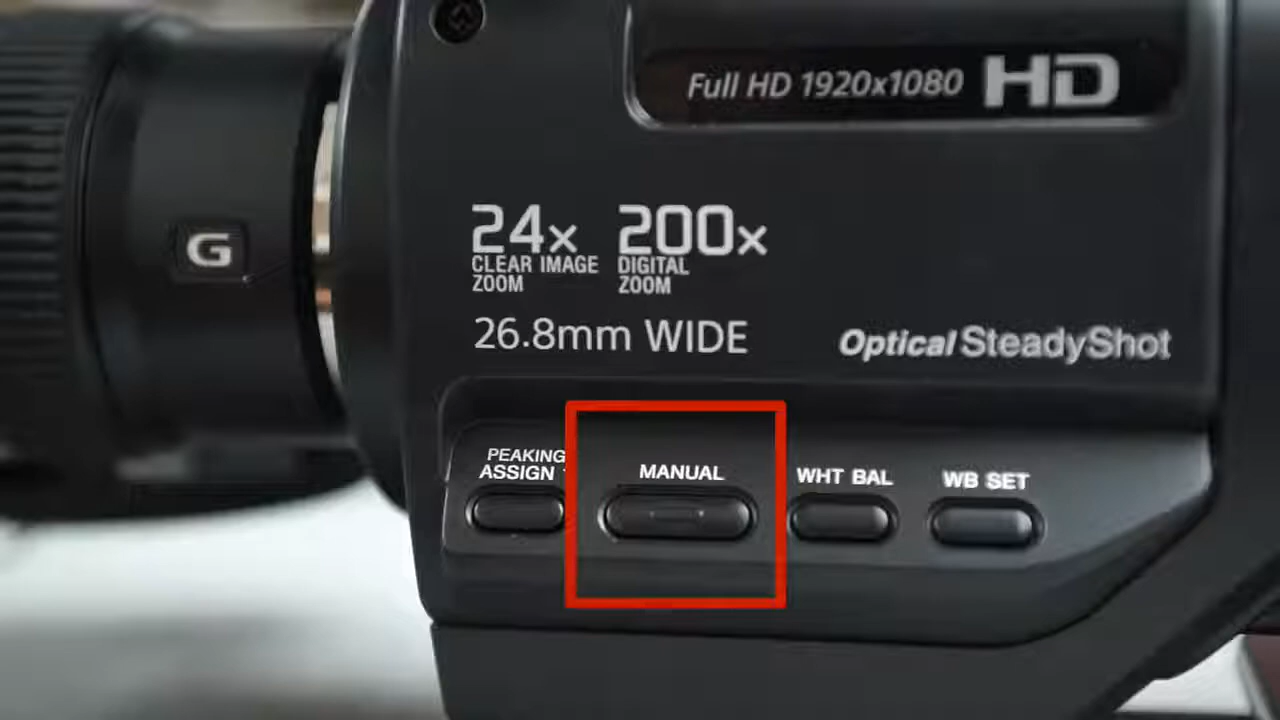 Full HD 1920x1080 HD
G
24x 200x
CLEAR IMAGE DIGITAL
ZOOM ZOOM
26.8mm WIDE
Optical SteadyShot
PEAKING
ASSIGN
MANUAL
WHT BAL
WB SET